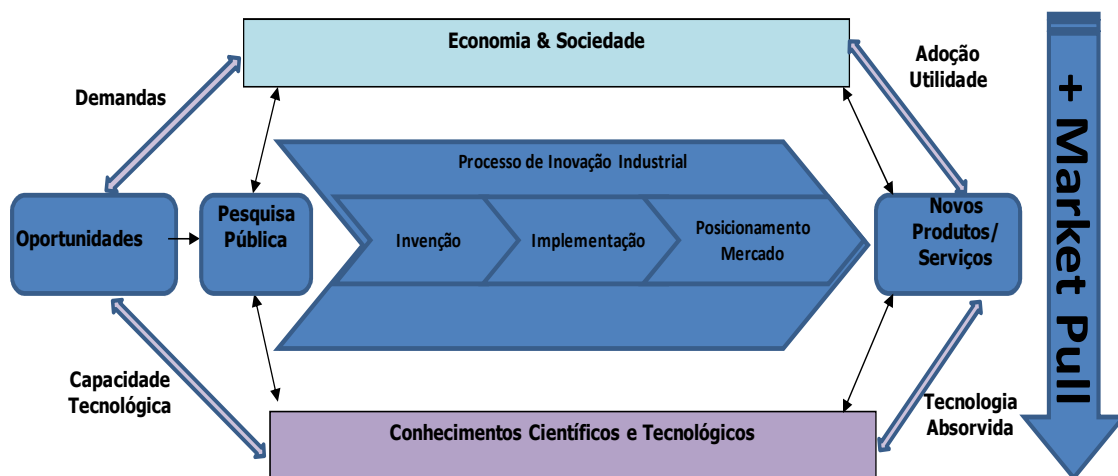 Economia & Sociedade
Demandas
Adoção
Utilidade
Processo de Inovação Industrial
Oportunidades
Pesquisa
Pública
Invenção
Implementação
Posicionamento
Mercado
Novos
Produtos/
Serviços
Capacidade
Tecnológica
Conhecimentos Científicos e Tecnológicos
Tecnologia
Absorvida
+ Market Pull